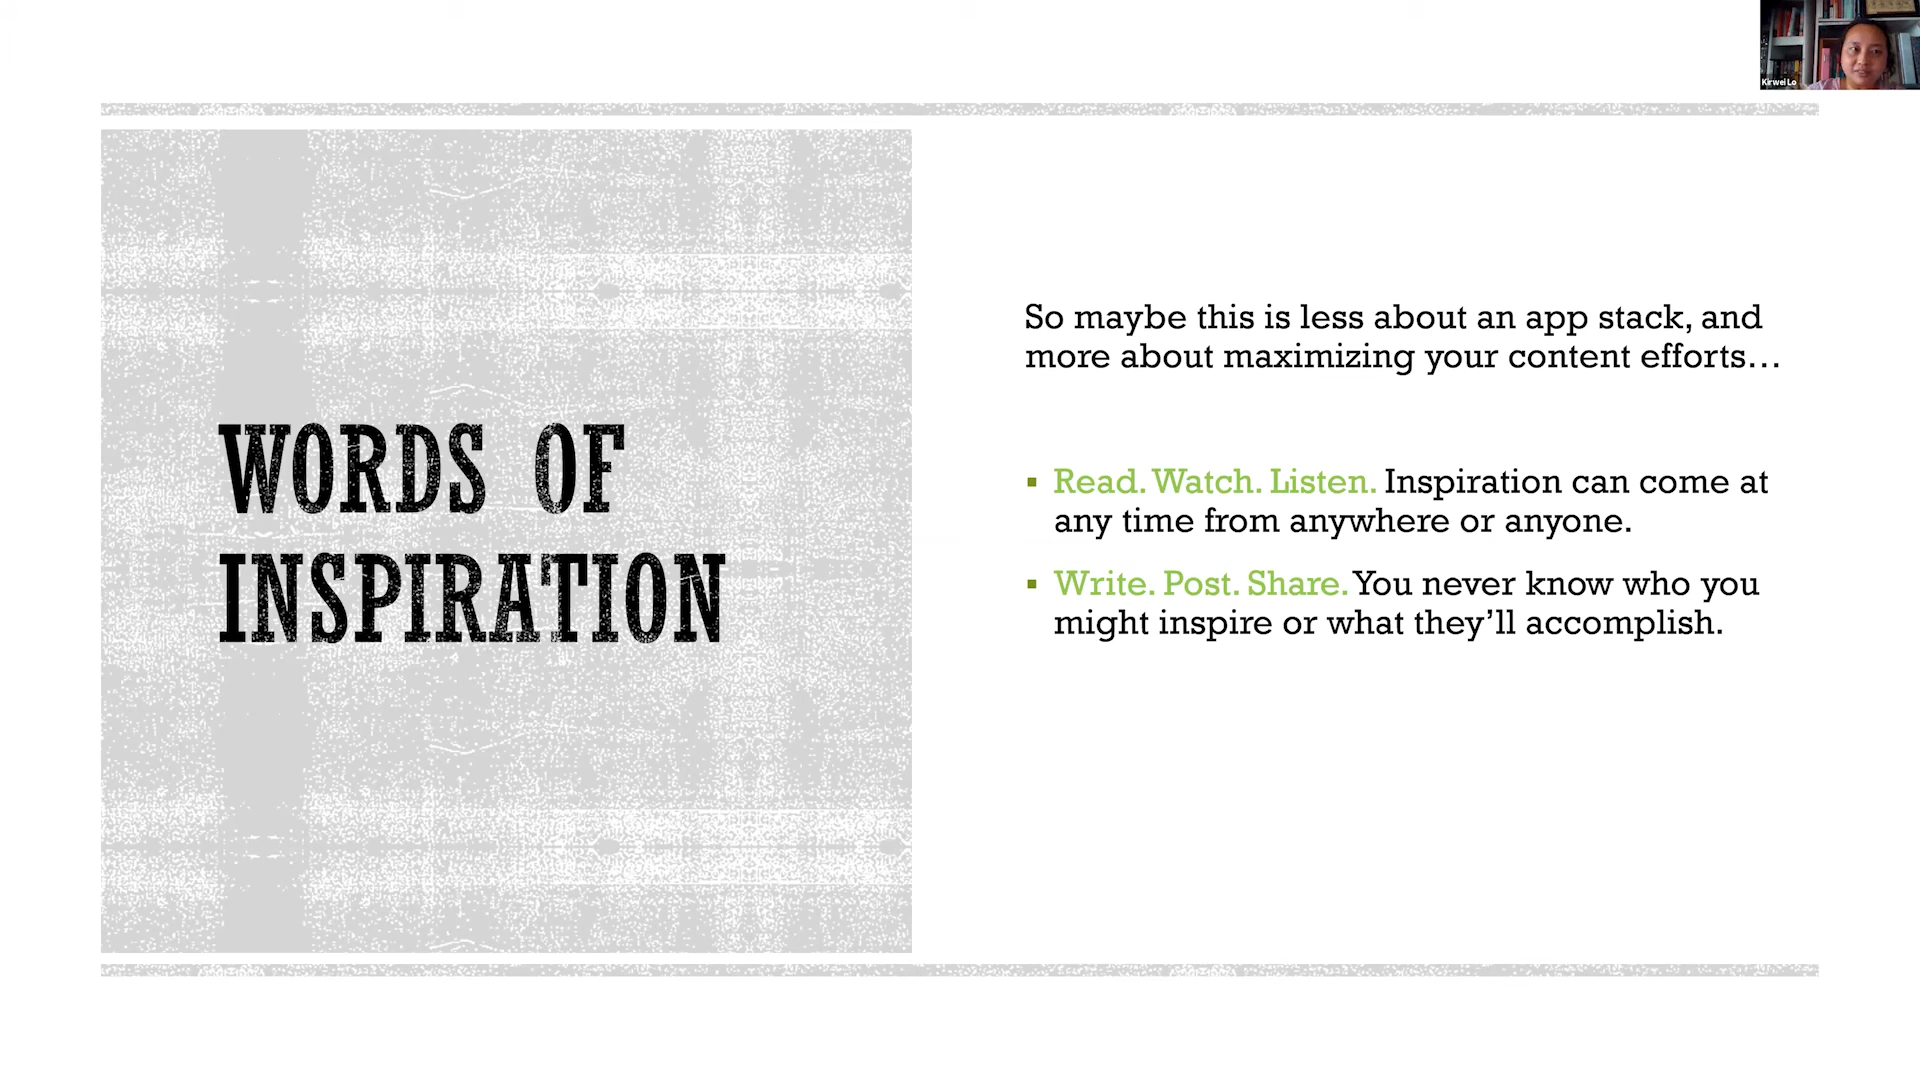 Kirwei Lo
WORDS OF
INSPIRATION
So maybe this is less about an app stack, and
more about maximizing your content efforts…
▪ Read. Watch. Listen. Inspiration can come at
any time from anywhere or anyone.
▪ Write. Post. Share. You never know who you
might inspire or what they’ll accomplish.